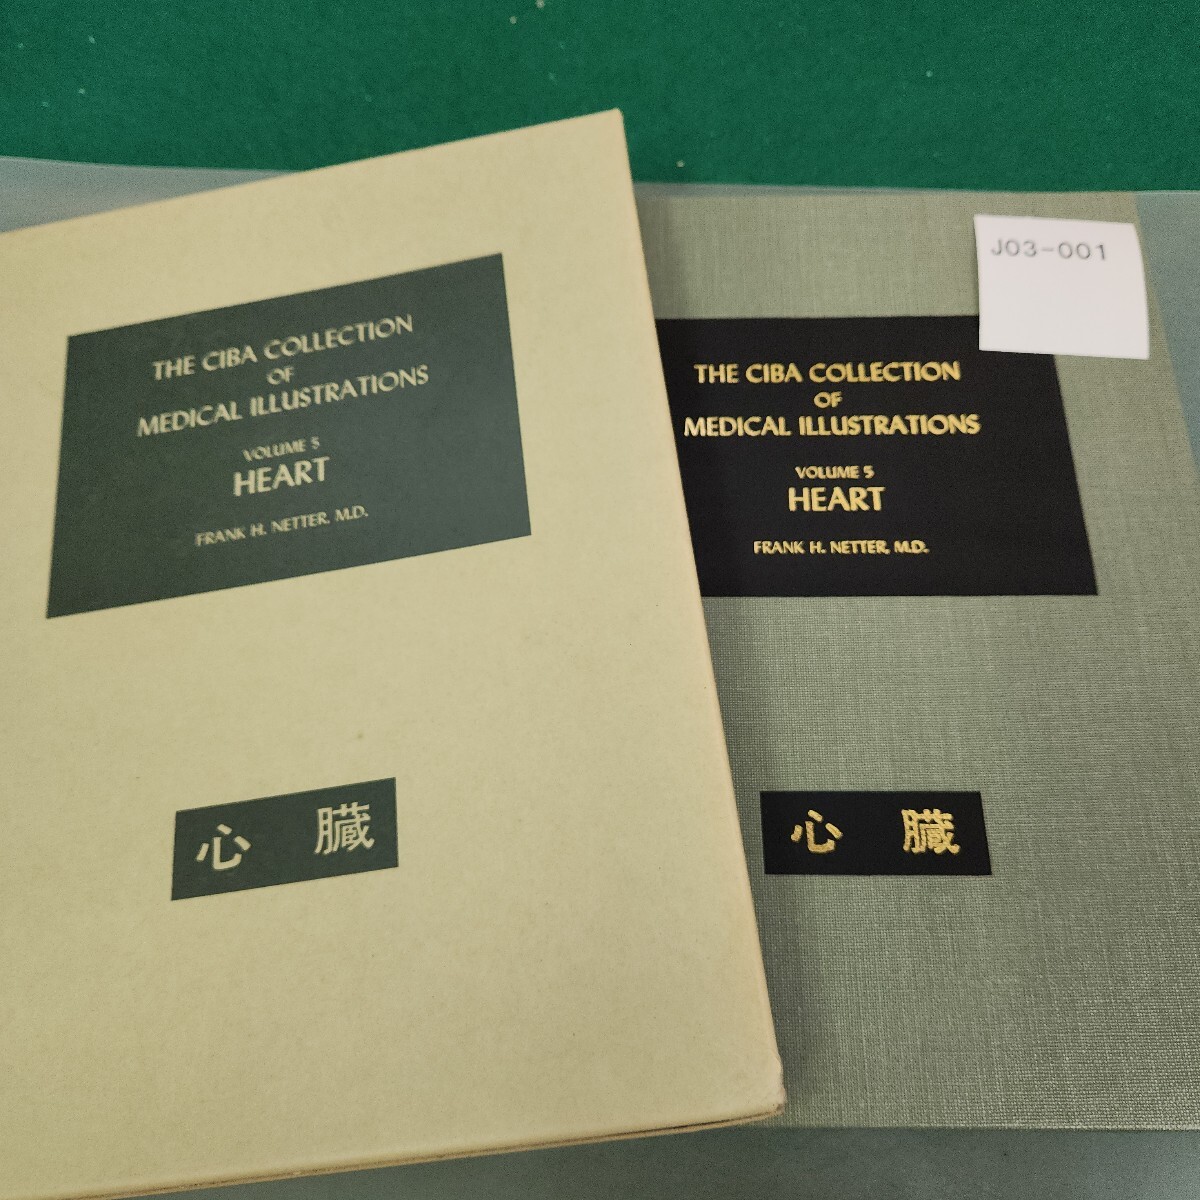 THE CIBA COLLECTION
OF
MEDICAL ILLUSTRATIONS
VOLUME 5
HEART
FRANK H. NETTER, M.D.
心 臓
J03-001
THE CIBA COLLECTION
OF
MEDICAL ILLUSTRATIONS
VOLUME 5
HEART
FRANK H. NETTER, M.D.
心 臓